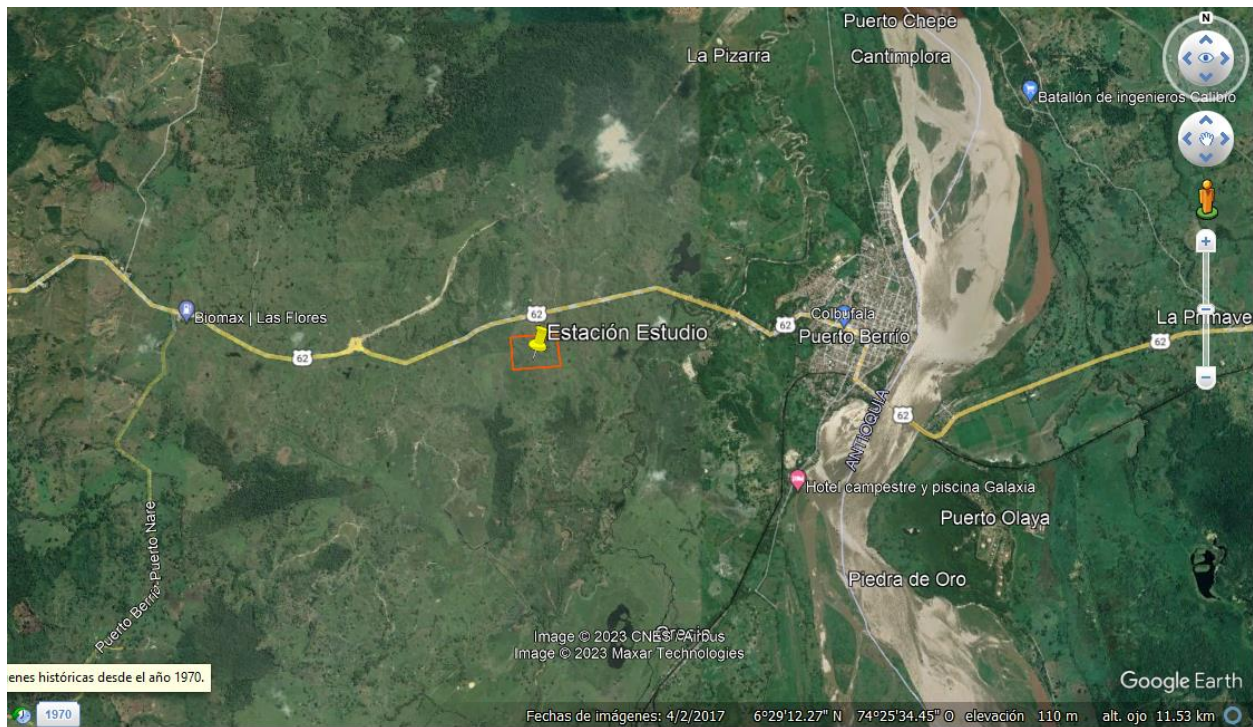 Puerto Chepe
N
La Pizarra
Cantimplora
Batallón de ingenieros Calibío
Biomax | Las Flores
62
Estación Estudio
62
Colbufala
62
Puerto Berrío
La Primave
62
62
62
ANTIOQUIA
Hotel campestre y piscina Galaxia
Puerto Olaya
Puerto Berrío-Puerto Nare
Piedra de Oro
Grecia
Image © 2023 CNES / Airbus
Image © 2023 Maxar Technologies
enes históricas desde el año 1970.
Google Earth
1970
Fechas de imágenes: 4/2/2017 6°29'12.27" N 74°25'34.45" O elevación 110 m alt. ojo 11.53 km